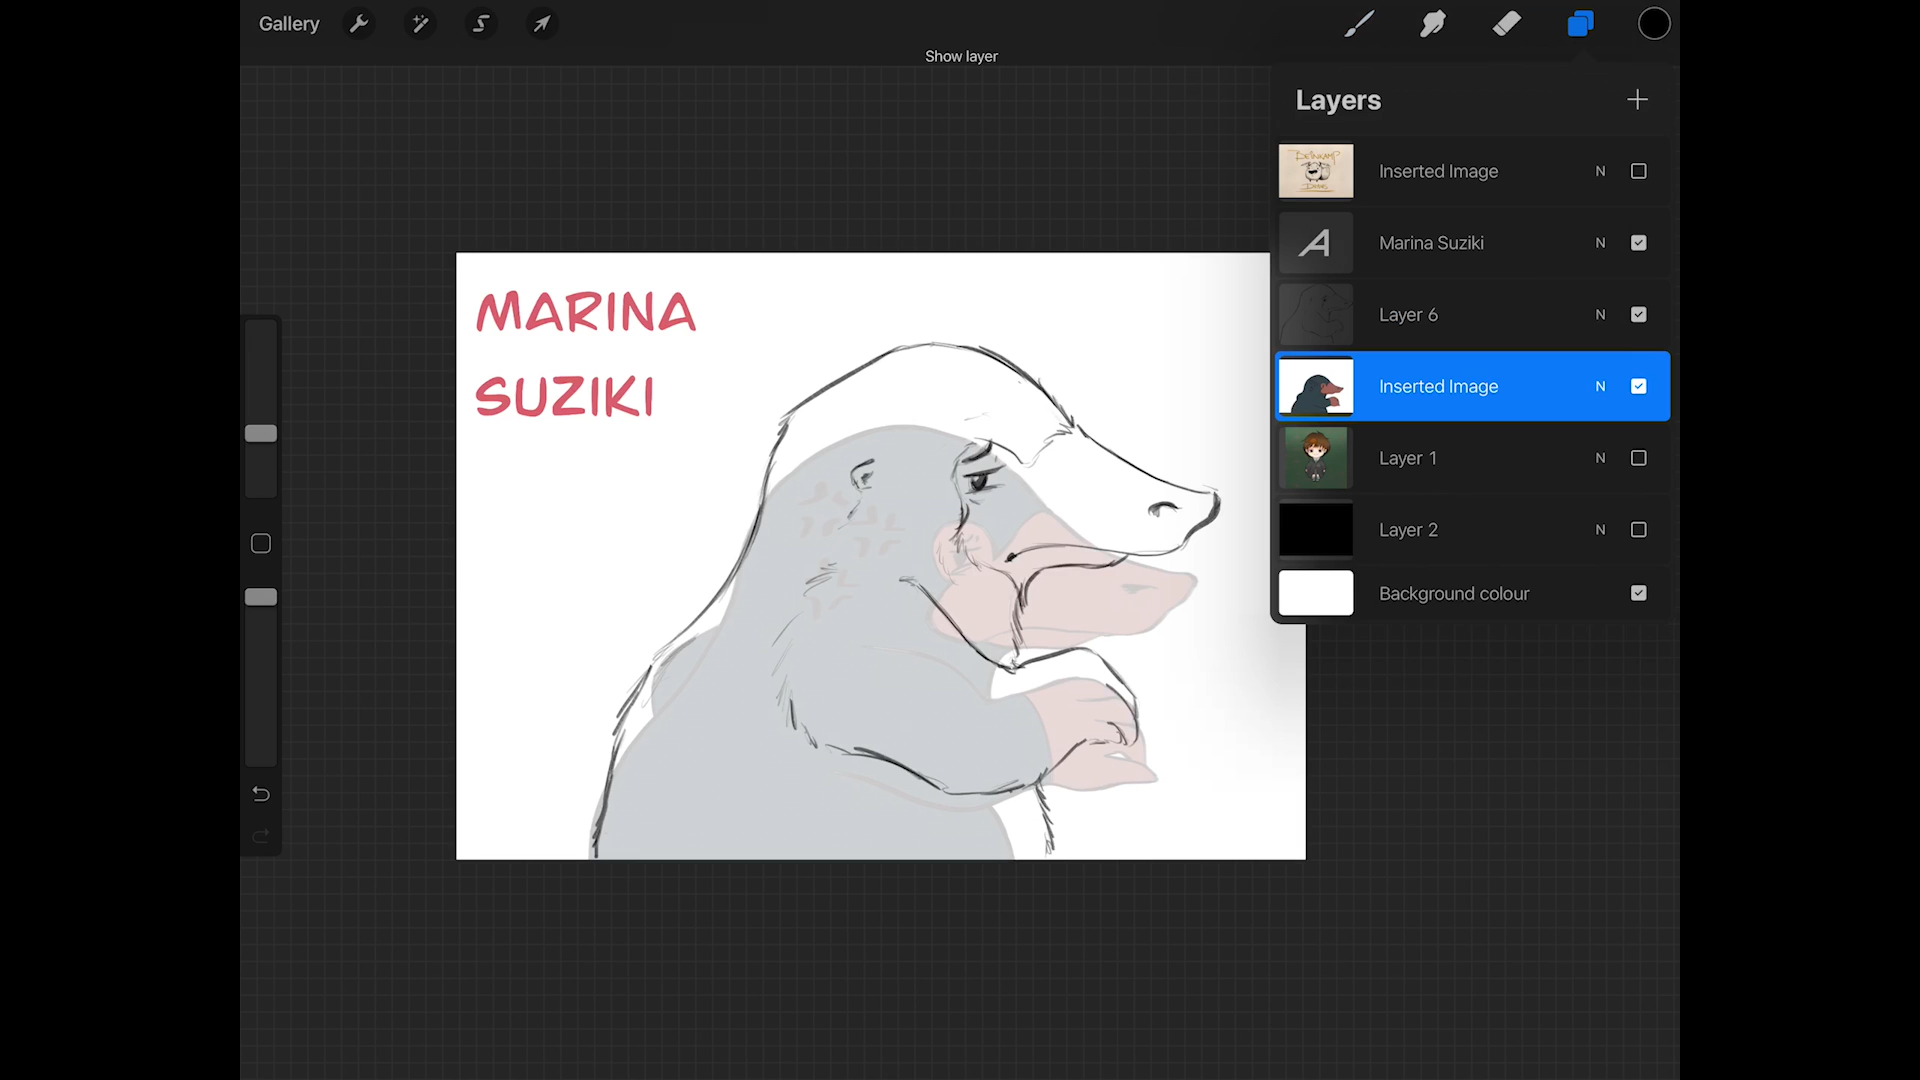 Gallery
Show layer
Layers
Inserted Image N
Marina Suziki N
Layer 6 N
Inserted Image N
Layer 1 N
Layer 2 N
Background colour
MARINA
SUZIKI